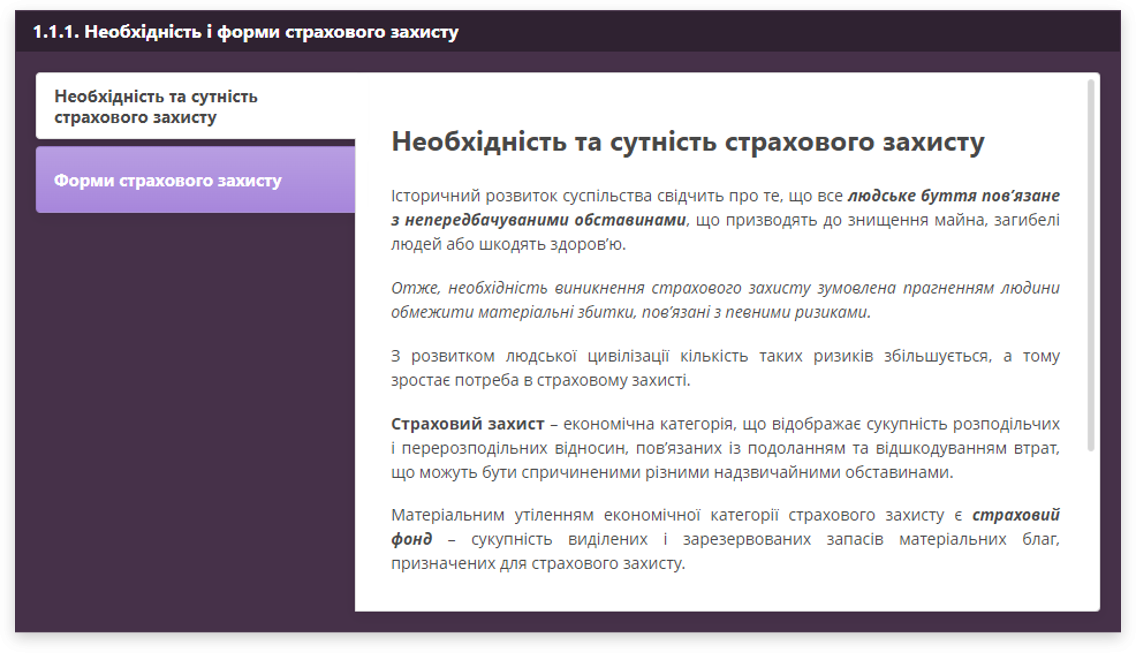 1.1.1. Необхідність і форми страхового захисту
Необхідність та сутність
страхового захисту
Форми страхового захисту
Необхідність та сутність страхового захисту
Історичний розвиток суспільства свідчить про те, що все людське буття пов’язане
з непередбачуваними обставинами, що призводять до знищення майна, загибелі
людей або шкодять здоров’ю.
Отже, необхідність виникнення страхового захисту зумовлена прагненням людини
обмежити матеріальні збитки, пов’язані з певними ризиками.
З розвитком людської цивілізації кількість таких ризиків збільшується, а тому
зростає потреба в страховому захисті.
Страховий захист – економічна категорія, що відображає сукупність розподільчих
і перерозподільних відносин, пов’язаних із подоланням та відшкодуванням втрат,
що можуть бути спричиненими різними надзвичайними обставинами.
Матеріальним утіленням економічної категорії страхового захисту є страховий
фонд – сукупність виділених і зарезервованих запасів матеріальних благ,
призначених для страхового захисту.